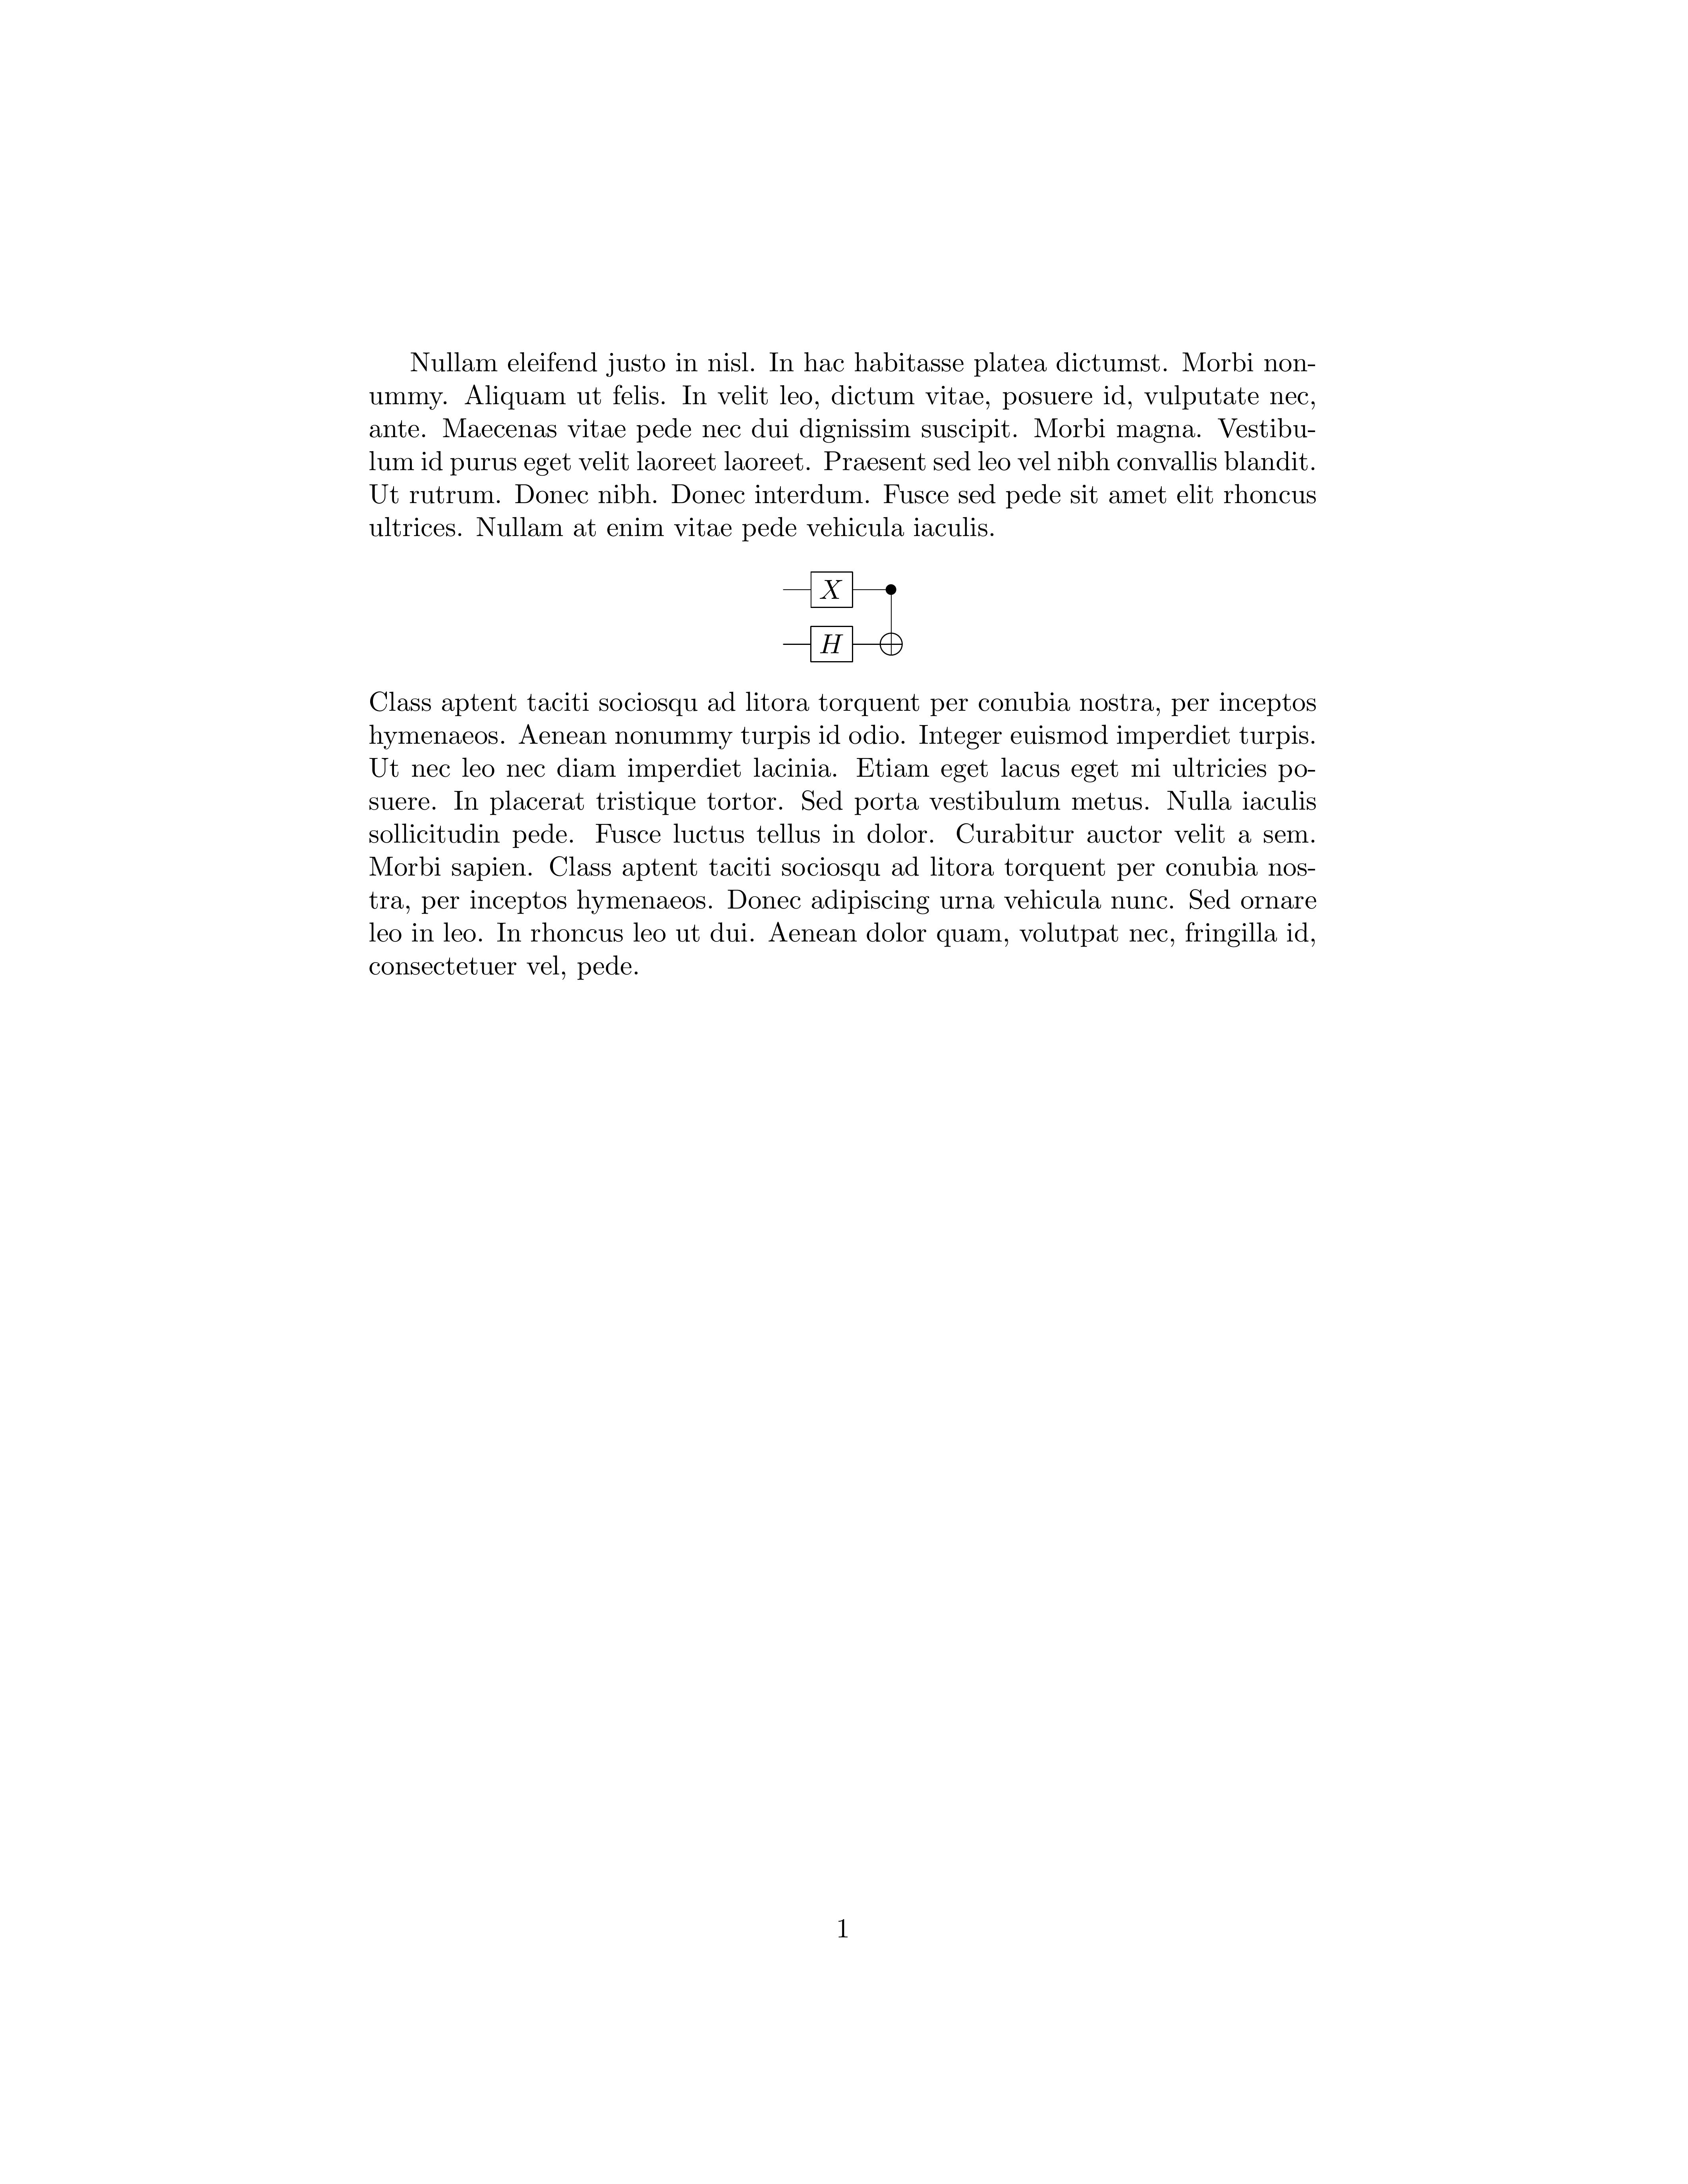 Nullam eleifend justo in nisl. In hac habitasse platea dictumst. Morbi non-
ummy. Aliquam ut felis. In velit leo, dictum vitae, posuere id, vulputate nec,
ante. Maecenas vitae pede nec dui dignissim suscipit. Morbi magna. Vestibu-
lum id purus eget velit laoreet laoreet. Praesent sed leo vel nibh convallis blandit.
Ut rutrum. Donec nibh. Donec interdum. Fusce sed pede sit amet elit rhoncus
ultrices. Nullam at enim vitae pede vehicula iaculis.
X
H
Class aptent taciti sociosqu ad litora torquent per conubia nostra, per inceptos
hymenaeos. Aenean nonummy turpis id odio. Integer euismod imperdiet turpis.
Ut nec leo nec diam imperdiet lacinia. Etiam eget lacus eget mi ultricies po-
suere. In placerat tristique tortor. Sed porta vestibulum metus. Nulla iaculis
sollicitudin pede. Fusce luctus tellus in dolor. Curabitur auctor velit a sem.
Morbi sapien. Class aptent taciti sociosqu ad litora torquent per conubia nos-
tra, per inceptos hymenaeos. Donec adipiscing urna vehicula nunc. Sed ornare
leo in leo. In rhoncus leo ut dui. Aenean dolor quam, volutpat nec, fringilla id,
consectetuer vel, pede.
1